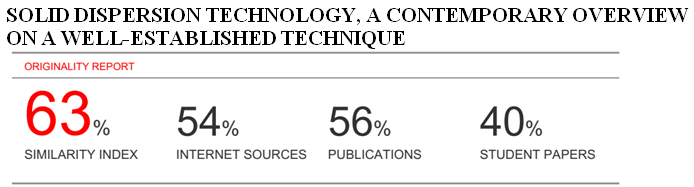 SOLID DISPERSION TECHNOLOGY, A CONTEMPORARY OVERVIEW
ON A WELL-ESTABLISHED TECHNIQUE
ORIGINALITY REPORT
63% 54% 56% 40%
SIMILARITY INDEX INTERNET SOURCES PUBLICATIONS STUDENT PAPERS